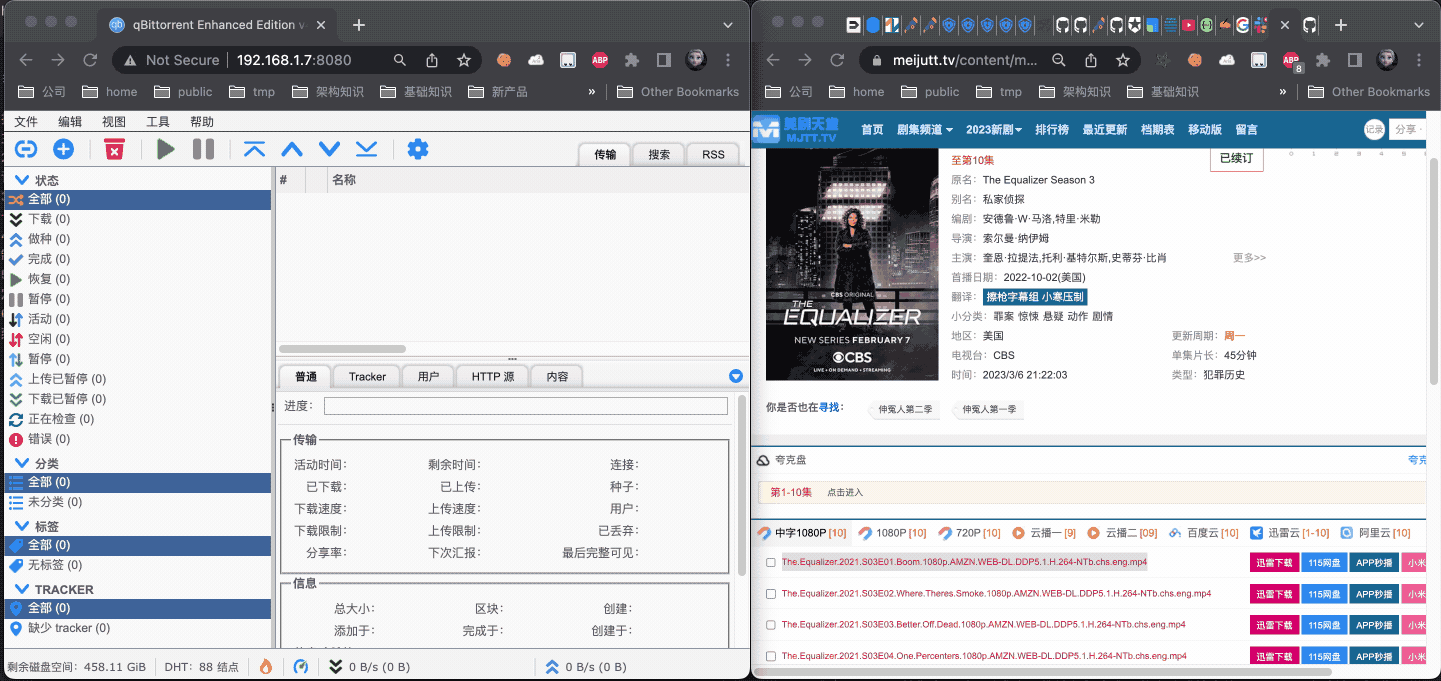 qBittorrent Enhanced Edition v
Not Secure 192.168.1.7:8080
ABP
公司 home public tmp 架构知识 基础知识 新产品 » Other Bookmarks
文件 编辑 视图 工具 帮助
传输 搜索 RSS
状态
全部 (0)
下载 (0)
做种 (0)
完成 (0)
恢复 (0)
暂停 (0)
活动 (0)
空闲 (0)
暂停 (0)
上传已暂停 (0)
下载已暂停 (0)
正在检查 (0)
错误 (0)
分类
全部 (0)
未分类 (0)
标签
全部 (0)
无标签 (0)
TRACKER
全部 (0)
缺少 tracker (0)
# 名称
普通 Tracker 用户 HTTP 源 内容
进度:
传输
活动时间: 剩余时间: 连接:
已下载: 已上传: 种子:
下载速度: 上传速度: 用户:
下载限制: 上传限制: 已丢弃:
分享率: 下次汇报: 最后完整可见:
信息
总大小: 区块: 创建:
添加于: 完成于: 创建于:
剩余磁盘空间: 458.11 GiB DHT: 88 结点 0 B/s (0 B) 0 B/s (0 B)
meijutt.tv/content/m...
ABP 8
公司 home public tmp 架构知识 基础知识 » Other Bookmarks
美剧天堂
MJTT.TV
首页 剧集频道 2023新剧 排行榜 最近更新 档期表 移动版 留言 记录 分享
至第10集
已续订
原名: The Equalizer Season 3
别名: 私家侦探
编剧: 安德鲁·W·马洛,特里·米勒
导演: 索尔曼·纳伊姆
主演: 奎恩·拉提法,托利·基特尔斯,史蒂芬·比肖 更多>>
首播日期: 2022-10-02(美国)
翻译: 擦枪字幕组 小寒压制
小分类: 罪案 惊悚 悬疑 动作 剧情
地区: 美国 更新周期: 周一
电视台: CBS 单集片长: 45分钟
时间: 2023/3/6 21:22:03 类型: 犯罪历史
CBS ORIGINAL
THE
EQUALIZER
NEW SERIES FEBRUARY 7
CBS
LIVE + ON DEMAND + STREAMING
你是否也在寻找: 伸冤人第二季 伸冤人第一季
夸克盘 夸克
第1-10集 点击进入
中字1080P [10] 1080P [10] 720P [10] 云播一 [9] 云播二 [09] 百度云 [10] 迅雷云 [1-10] 阿里云 [10]
The.Equalizer.2021.S03E01.Boom.1080p.AMZN.WEB-DL.DDP5.1.H.264-NTb.chs.eng.mp4 迅雷下载 115网盘 APP秒播 小米
The.Equalizer.2021.S03E02.Where.Theres.Smoke.1080p.AMZN.WEB-DL.DDP5.1.H.264-NTb.chs.eng.mp4 迅雷下载 115网盘 APP秒播 小米
The.Equalizer.2021.S03E03.Better.Off.Dead.1080p.AMZN.WEB-DL.DDP5.1.H.264-NTb.chs.eng.mp4 迅雷下载 115网盘 APP秒播 小米
The.Equalizer.2021.S03E04.One.Percenters.1080p.AMZN.WEB-DL.DDP5.1.H.264-NTb.chs.eng.mp4 迅雷下载 115网盘 APP秒播 小米